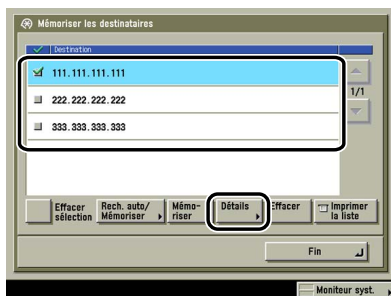 Mémoriser les destinataires
Destination
111.111.111.111
1/1
222.222.222.222
333.333.333.333
Effacer sélection
Rech. auto/ Mémoriser
Mémo- riser
Détails
Effacer
Imprimer la liste
Fin
Moniteur syst.